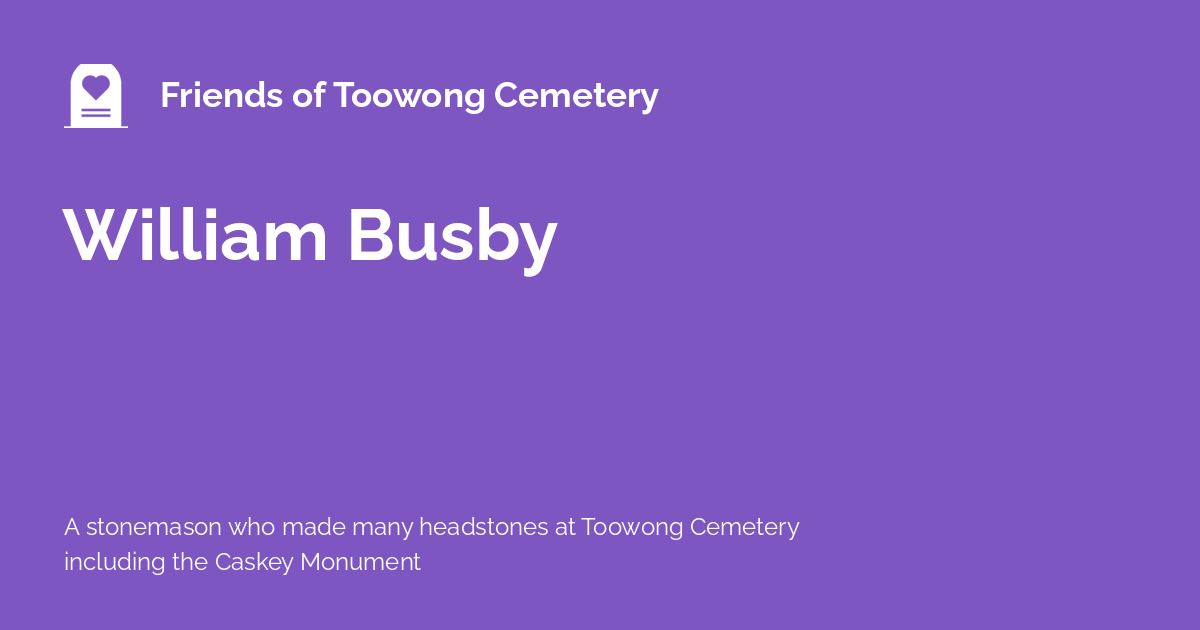 Friends of Toowong Cemetery
William Busby
A stonemason who made many headstones at Toowong Cemetery
including the Caskey Monument